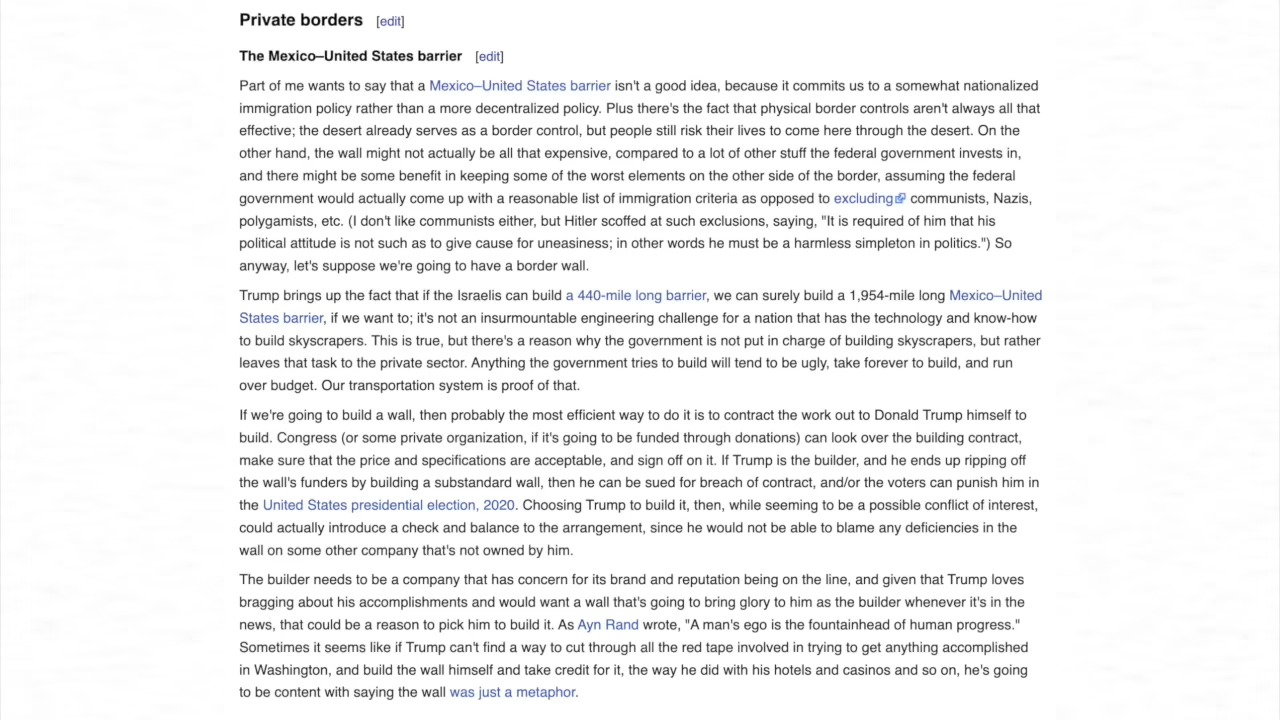 Private borders [edit]
The Mexico–United States barrier [edit]
Part of me wants to say that a Mexico–United States barrier isn't a good idea, because it commits us to a somewhat nationalized
immigration policy rather than a more decentralized policy. Plus there's the fact that physical border controls aren't always all that
effective; the desert already serves as a border control, but people still risk their lives to come here through the desert. On the
other hand, the wall might not actually be all that expensive, compared to a lot of other stuff the federal government invests in,
and there might be some benefit in keeping some of the worst elements on the other side of the border, assuming the federal
government would actually come up with a reasonable list of immigration criteria as opposed to excluding communists, Nazis,
polygamists, etc. (I don't like communists either, but Hitler scoffed at such exclusions, saying, "It is required of him that his
political attitude is not such as to give cause for uneasiness; in other words he must be a harmless simpleton in politics.") So
anyway, let's suppose we're going to have a border wall.
Trump brings up the fact that if the Israelis can build a 440-mile long barrier, we can surely build a 1,954-mile long Mexico–United
States barrier, if we want to; it's not an insurmountable engineering challenge for a nation that has the technology and know-how
to build skyscrapers. This is true, but there's a reason why the government is not put in charge of building skyscrapers, but rather
leaves that task to the private sector. Anything the government tries to build will tend to be ugly, take forever to build, and run
over budget. Our transportation system is proof of that.
If we're going to build a wall, then probably the most efficient way to do it is to contract the work out to Donald Trump himself to
build. Congress (or some private organization, if it's going to be funded through donations) can look over the building contract,
make sure that the price and specifications are acceptable, and sign off on it. If Trump is the builder, and he ends up ripping off
the wall's funders by building a substandard wall, then he can be sued for breach of contract, and/or the voters can punish him in
the United States presidential election, 2020. Choosing Trump to build it, then, while seeming to be a possible conflict of interest,
could actually introduce a check and balance to the arrangement, since he would not be able to blame any deficiencies in the
wall on some other company that's not owned by him.
The builder needs to be a company that has concern for its brand and reputation being on the line, and given that Trump loves
bragging about his accomplishments and would want a wall that's going to bring glory to him as the builder whenever it's in the
news, that could be a reason to pick him to build it. As Ayn Rand wrote, "A man's ego is the fountainhead of human progress."
Sometimes it seems like if Trump can't find a way to cut through all the red tape involved in trying to get anything accomplished
in Washington, and build the wall himself and take credit for it, the way he did with his hotels and casinos and so on, he's going
to be content with saying the wall was just a metaphor.